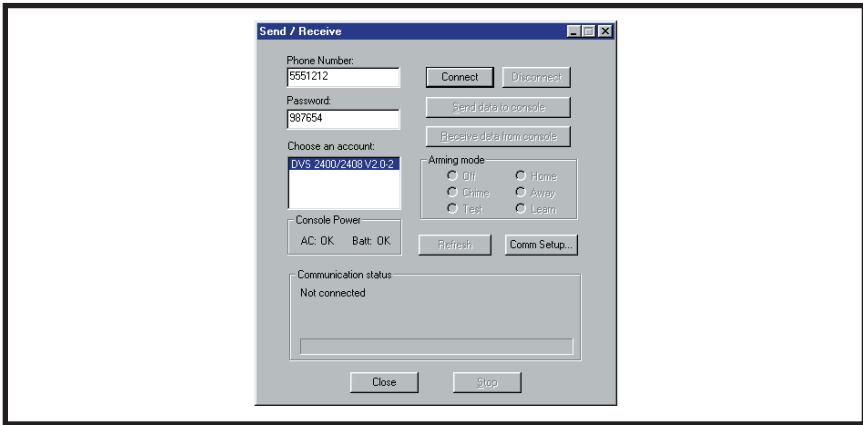 Send / Receive
Phone Number:
5551212
Connect Disconnect
Password:
987654
Send data to console
Receive data from console
Choose an account:
DVS 2400/2408 V2.0-2
Arming mode
Off Home
Chime Away
Test Learn
Console Power
AC: OK Batt: OK
Refresh Comm Setup...
Communication status
Not connected
Close Stop